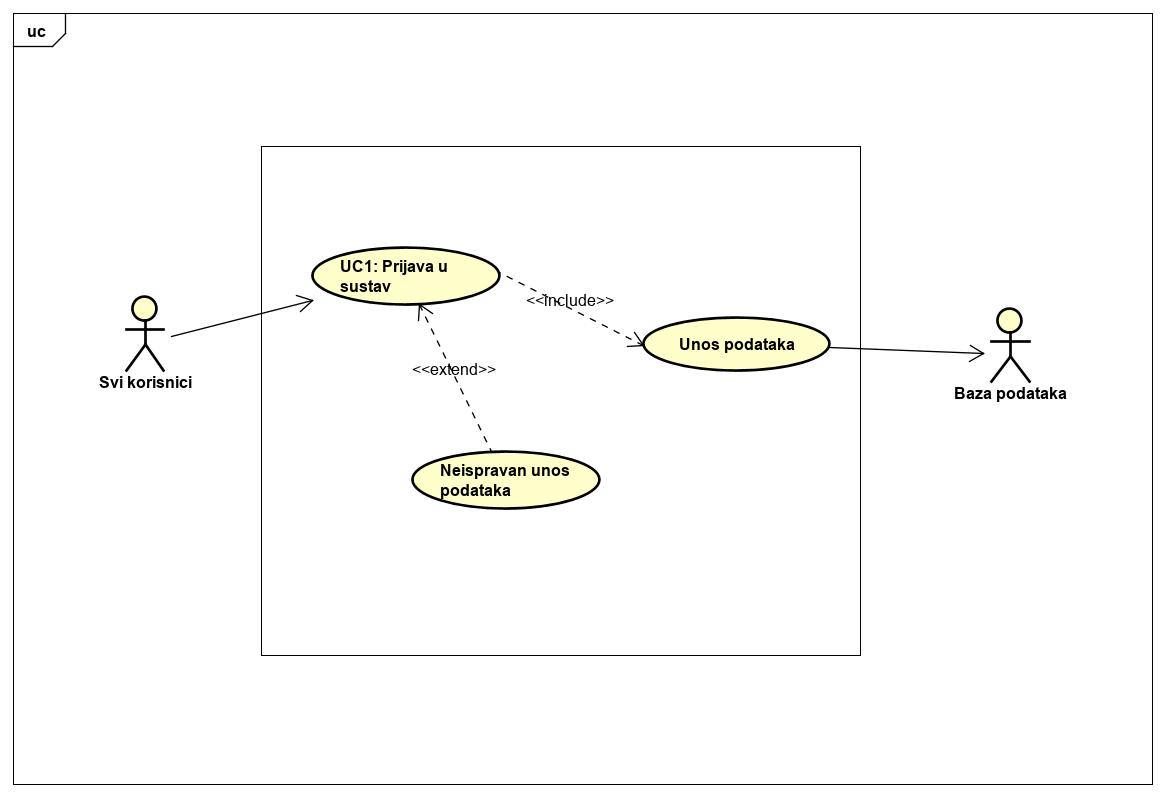 uc
UC1: Prijava u
sustav
<<include>>
Svi korisnici
Unos podataka
<<extend>>
Baza podataka
Neispravan unos
podataka